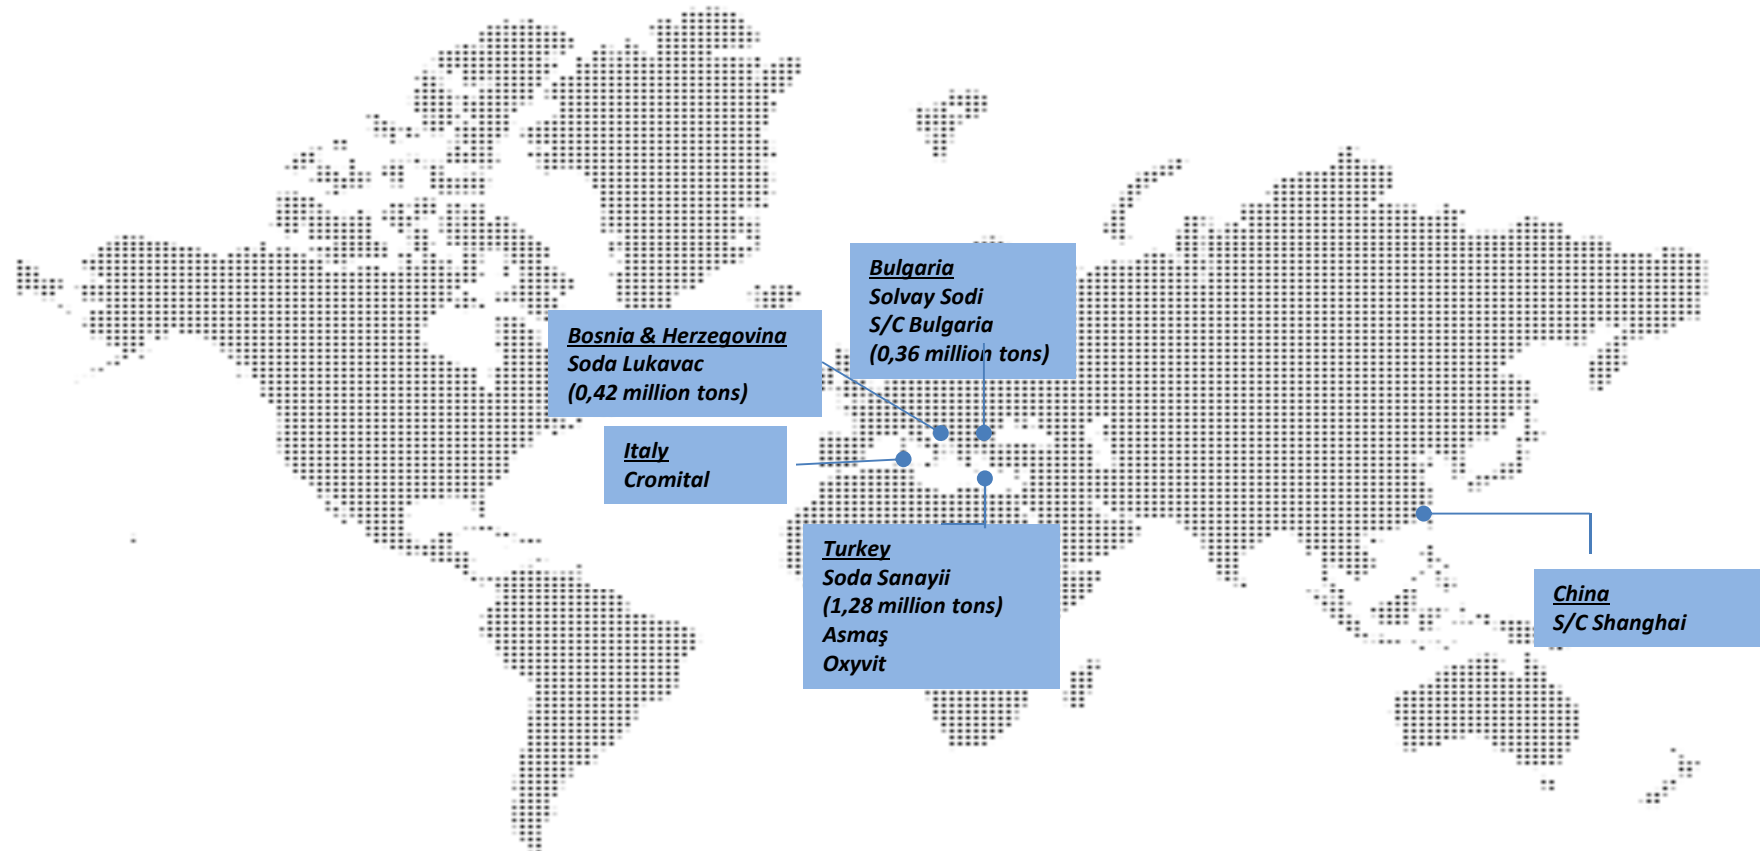 Bulgaria
Solvay Sodi
S/C Bulgaria
(0,36 million tons)
Bosnia & Herzegovina
Soda Lukavac
(0,42 million tons)
Italy
Cromital
Turkey
Soda Sanayii
(1,28 million tons)
Asmaş
Oxyvit
China
S/C Shanghai